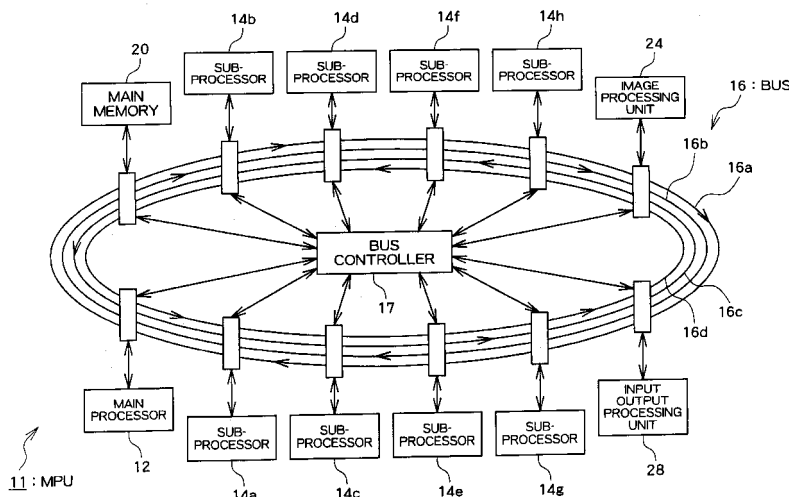 14b
14d
14f
14h
20
24
SUB-
PROCESSOR
SUB-
PROCESSOR
SUB-
PROCESSOR
SUB-
PROCESSOR
MAIN
MEMORY
IMAGE
PROCESSING
UNIT
16 : BUS
16b
16a
BUS
CONTROLLER
17
16c
16d
MAIN
PROCESSOR
SUB-
PROCESSOR
SUB-
PROCESSOR
SUB-
PROCESSOR
SUB-
PROCESSOR
INPUT
OUTPUT
PROCESSING
UNIT
12
14a
14c
14e
14g
28
11 : MPU